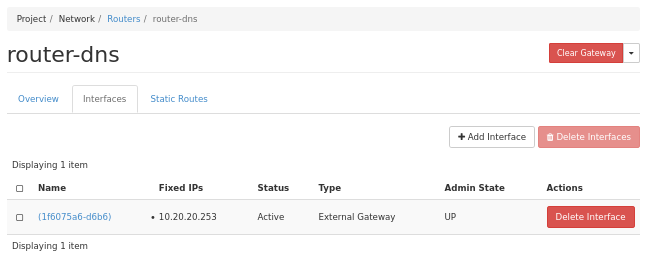 Project / Network / Routers / router-dns
router-dns
Clear Gateway
Overview Interfaces Static Routes
+ Add Interface Delete Interfaces
Displaying 1 item
Name Fixed IPs Status Type Admin State Actions
(1f6075a6-d6b6) • 10.20.20.253 Active External Gateway UP Delete Interface
Displaying 1 item